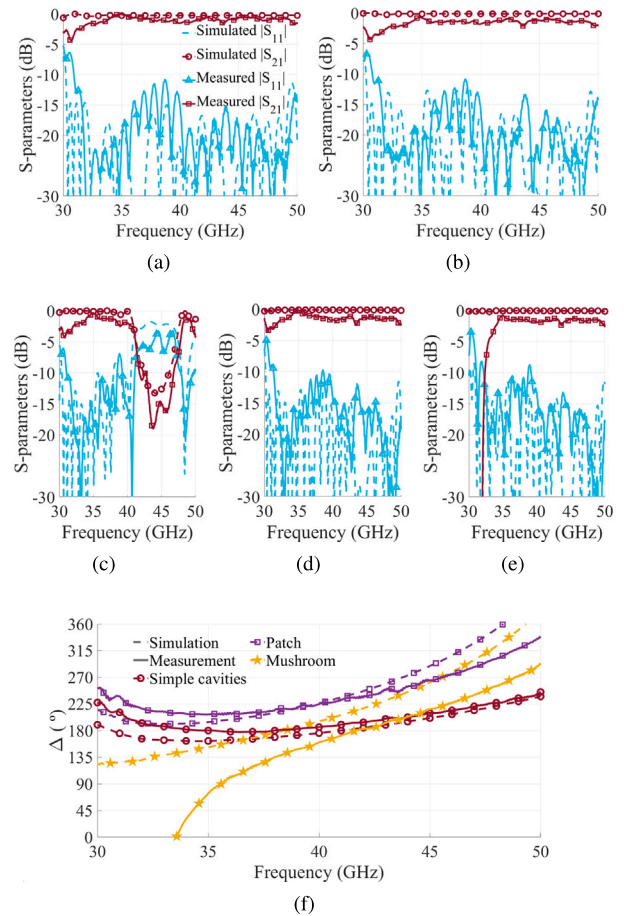 0
-5
-10
-15
-20
-30
S-parameters (dB)
30 35 40 45 50
Frequency (GHz)
Simulated |S11|
Simulated |S21|
Measured |S11|
Measured |S21|
(a)
0
-5
-10
-15
-20
-30
S-parameters (dB)
30 35 40 45 50
Frequency (GHz)
(b)
0
-5
-10
-15
-20
-30
S-parameters (dB)
30 35 40 45 50
Frequency (GHz)
(c)
0
-5
-10
-15
-20
-30
S-parameters (dB)
30 35 40 45 50
Frequency (GHz)
(d)
0
-5
-10
-15
-20
-30
S-parameters (dB)
30 35 40 45 50
Frequency (GHz)
(e)
360
315
270
225
180
135
90
45
0
Δ (º)
Simulation
Measurement
Simple cavities
Patch
Mushroom
30 35 40 45 50
Frequency (GHz)
(f)